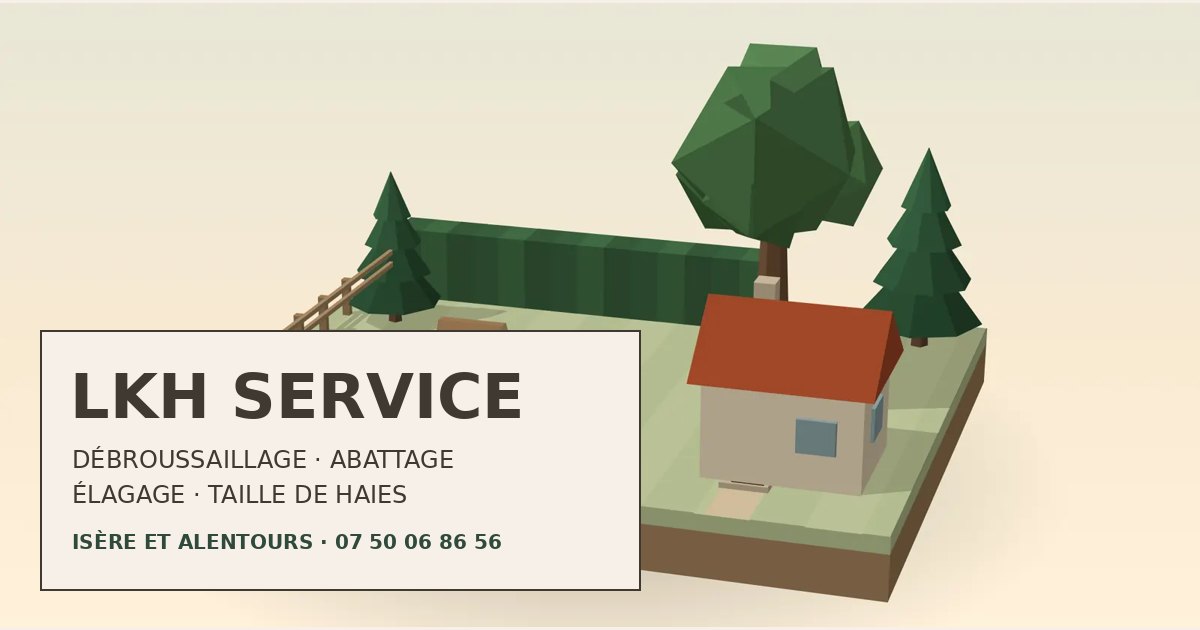 LKH SERVICE
DÉBROUSSAILLAGE · ABATTAGE
ÉLAGAGE · TAILLE DE HAIES
ISÈRE ET ALENTOURS · 07 50 06 86 56